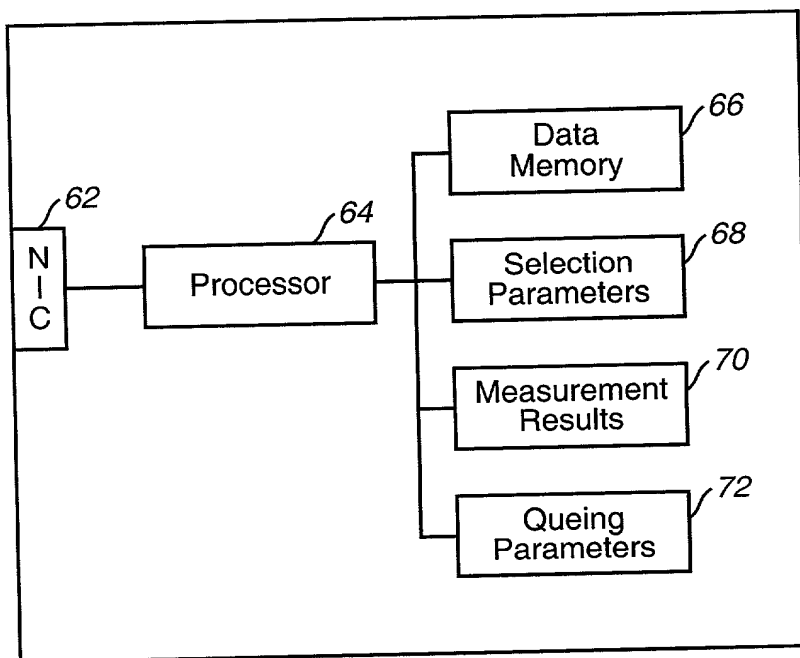 66
Data
Memory
62
64
68
N
I
C
Processor
Selection
Parameters
70
Measurement
Results
72
Queing
Parameters